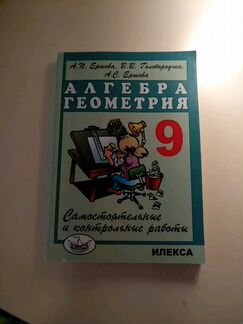 А.П. Ершова, В.В. Голобородько,
А.С. Ершова
АЛГЕБРА
ГЕОМЕТРИЯ
9
Самостоятельные
и контрольные работы
ИЛЕКСА